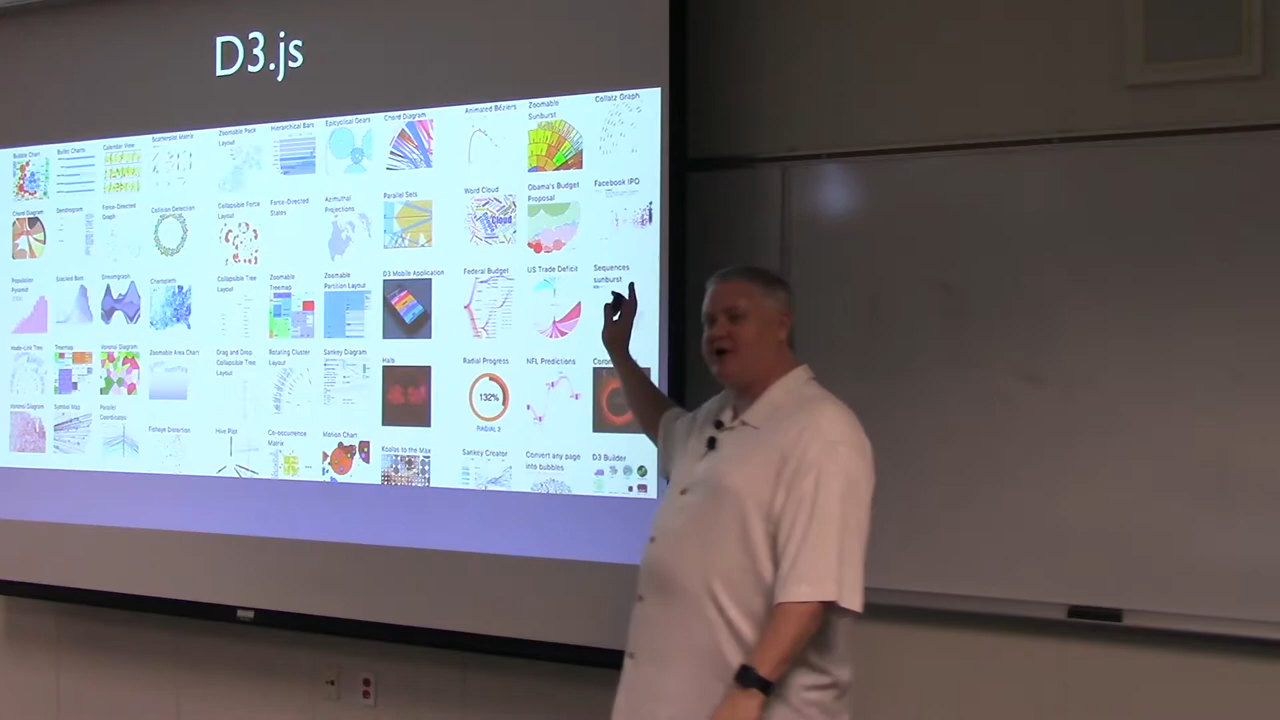 D3.js
Bubble Chart
Bullet Charts
Calendar View
Scatterplot Matrix
Zoomable Pack
Layout
Hierarchical Bars
Epicyclical Gears
Chord Diagram
Animated Béziers
Zoomable
Sunburst
Collatz Graph
Chord Diagram
Dendrogram
Force-Directed
Graph
Collision Detection
Collapsible Force
Layout
Force-Directed
States
Azimuthal
Projections
Parallel Sets
Word Cloud
Cloud
Obama's Budget
Proposal
Facebook IPO
Population
Pyramid
Stacked Bars
Streamgraph
Choropleth
Collapsible Tree
Layout
Zoomable
Treemap
Zoomable
Partition Layout
D3 Mobile Application
Federal Budget
US Trade Deficit
Sequences
sunburst
Node-Link Tree
Treemap
Voronoi Diagram
Zoomable Area Chart
Drag and Drop
Collapsible Tree
Layout
Rotating Cluster
Layout
Sankey Diagram
Halo
Radial Progress
132%
RADIAL 2
NFL Predictions
Voronoi Diagram
Symbol Map
Parallel
Coordinates
Fisheye Distortion
Hive Plot
Co-occurrence
Matrix
Motion Chart
Koalas to the Max
Sankey Creator
Convert any page
into bubbles
D3 Builder